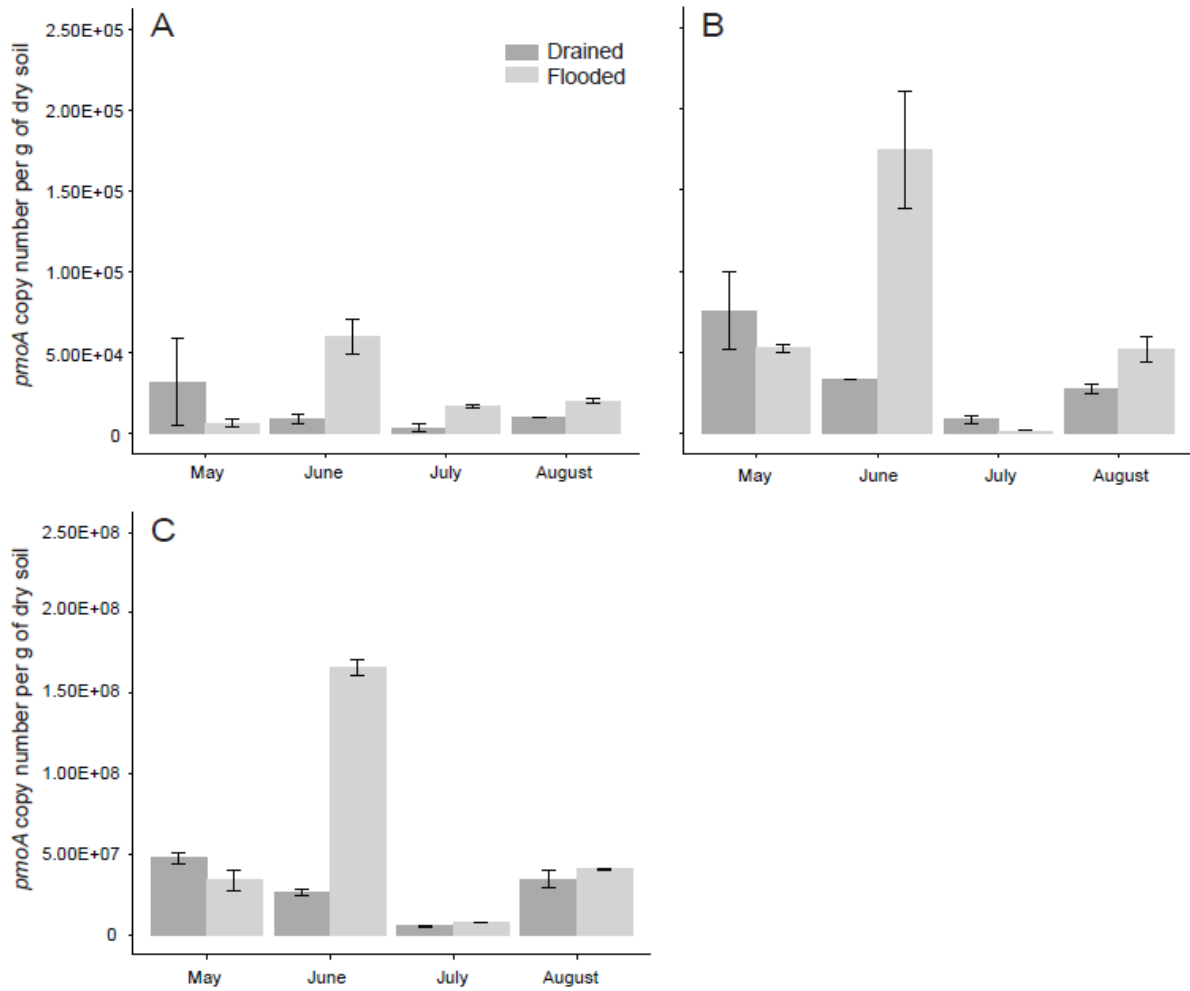 A
pmoA copy number per g of dry soil
2.50E+05
2.00E+05
1.50E+05
1.00E+05
5.00E+04
0
Drained
Flooded
May June July August
B
May June July August
C
pmoA copy number per g of dry soil
2.50E+08
2.00E+08
1.50E+08
1.00E+08
5.00E+07
0
May June July August